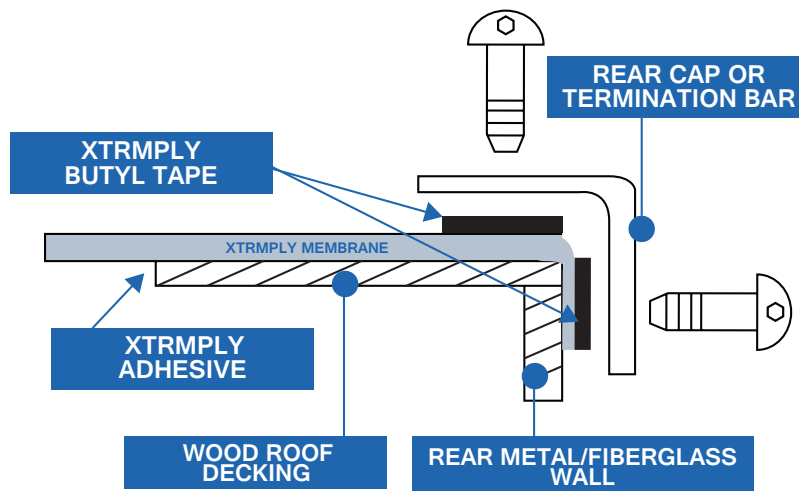 REAR CAP OR
TERMINATION BAR
XTRMPLY
BUTYL TAPE
XTRMPLY MEMBRANE
XTRMPLY
ADHESIVE
WOOD ROOF
DECKING
REAR METAL/FIBERGLASS
WALL